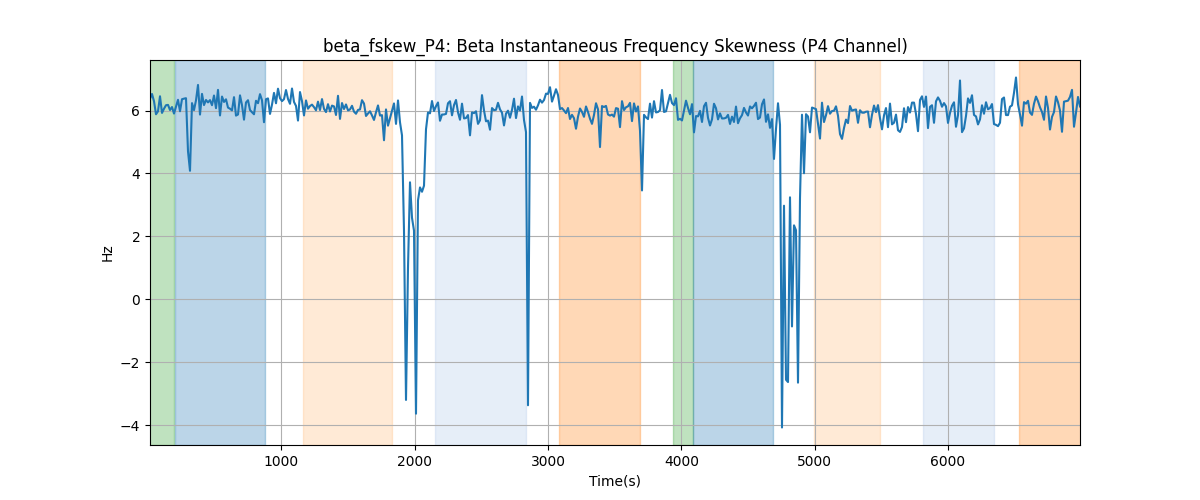 beta_fskew_P4: Beta Instantaneous Frequency Skewness (P4 Channel)
6
4
2
0
−2
−4
Hz
1000 2000 3000 4000 5000 6000
Time(s)